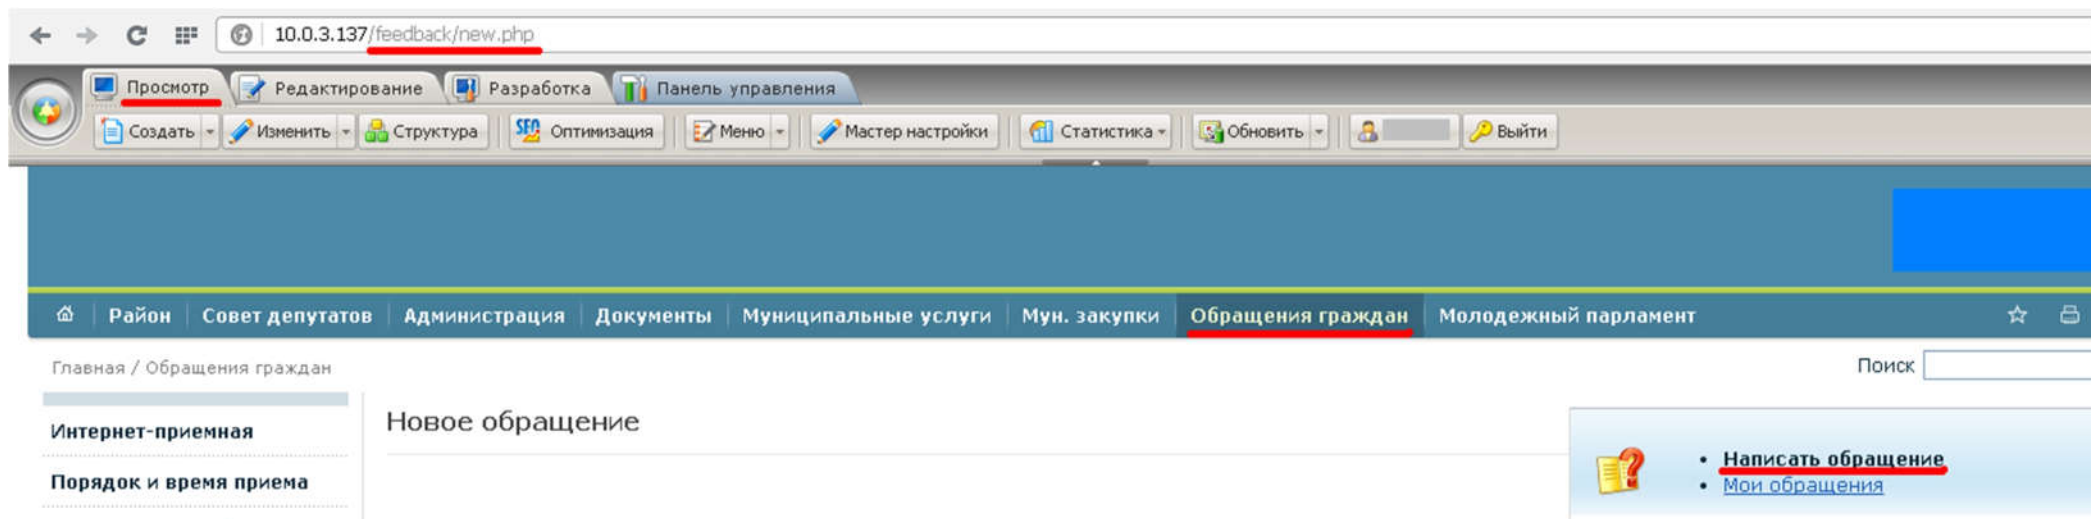 10.0.3.137/feedback/new.php
Просмотр Редактирование Разработка Панель управления
Создать Изменить Структура SEO Оптимизация Меню Мастер настройки Статистика Обновить Выйти
Район Совет депутатов Администрация Документы Муниципальные услуги Мун. закупки Обращения граждан Молодежный парламент
Главная / Обращения граждан Поиск
Интернет-приемная Новое обращение
• Написать обращение
Порядок и время приема • Мои обращения